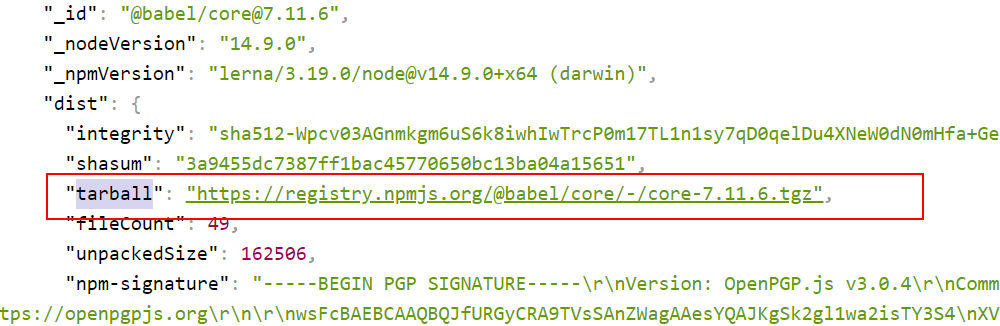 "_id": "@babel/core@7.11.6",
"_nodeVersion": "14.9.0",
"_npmVersion": "lerna/3.19.0/node@v14.9.0+x64 (darwin)",
"dist": {
"integrity": "sha512-Wpcv03AGnmkgm6uS6k8iwhIwTrcP0m17TL1n1sy7qD0qelDu4XNeW0dN0mHfa+Ge
"shasum": "3a9455dc7387ff1bac45770650bc13ba04a15651",
"tarball": "https://registry.npmjs.org/@babel/core/-/core-7.11.6.tgz",
"fileCount": 49,
"unpackedSize": 162506,
"npm-signature": "-----BEGIN PGP SIGNATURE-----\r\nVersion: OpenPGP.js v3.0.4\r\nComm
tps://openpgpjs.org\r\n\r\nwsFcBAEBCAAQBQJfURGyCRA9TVsSAnZWagAAesYQAJKgSk2gl1wa2isTY3S4\nXV